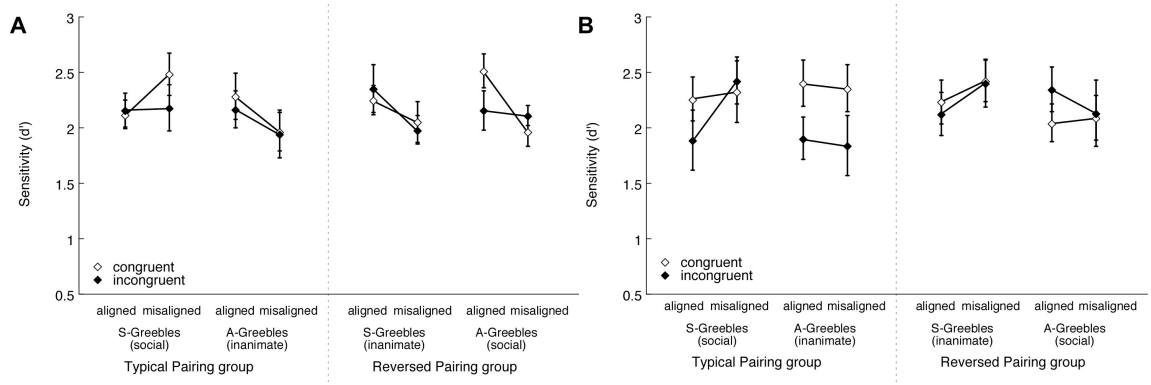 A
3
2.5
2
1.5
1
0.5
Sensitivity (d')
congruent
incongruent
aligned misaligned aligned misaligned aligned misaligned aligned misaligned
S-Greebles A-Greebles S-Greebles A-Greebles
(social) (inanimate) (inanimate) (social)
Typical Pairing group Reversed Pairing group
B
3
2.5
2
1.5
1
0.5
Sensitivity (d')
congruent
incongruent
aligned misaligned aligned misaligned aligned misaligned aligned misaligned
S-Greebles A-Greebles S-Greebles A-Greebles
(social) (inanimate) (inanimate) (social)
Typical Pairing group Reversed Pairing group